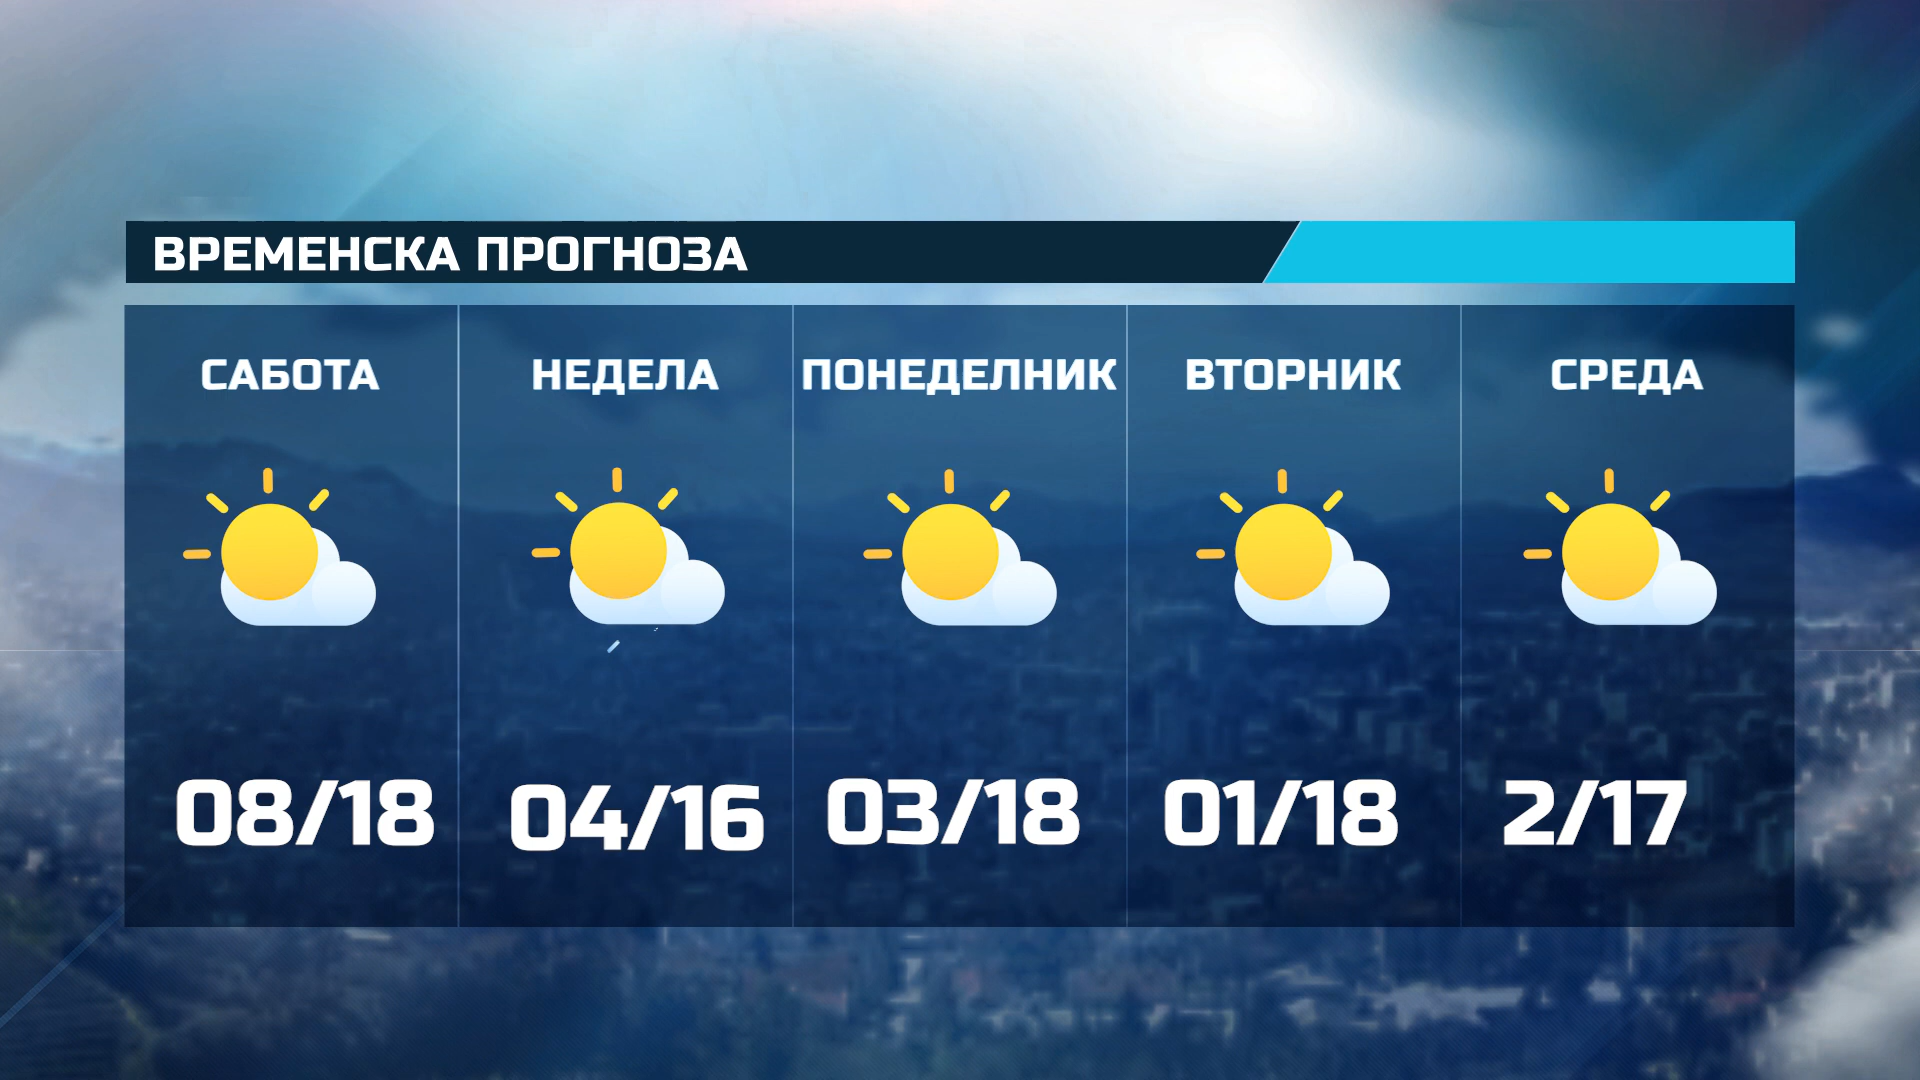 ВРЕМЕНСКА ПРОГНОЗА
САБОТА
НЕДЕЛА
ПОНЕДЕЛНИК
ВТОРНИК
СРЕДА
08/18
04/16
03/18
01/18
2/17